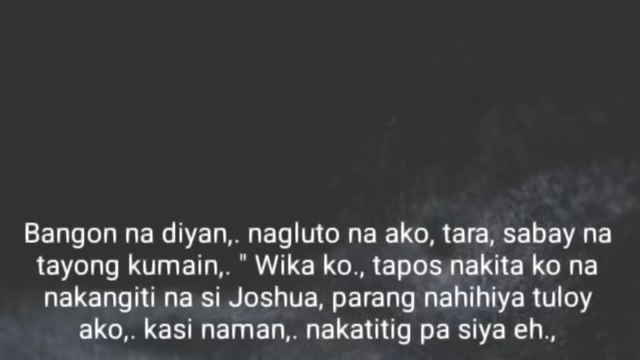 Bangon na diyan,. nagluto na ako, tara, sabay na
tayong kumain,. " Wika ko., tapos nakita ko na
nakangiti na si Joshua, parang nahihiya tuloy
ako,. kasi naman,. nakatitig pa siya eh.,